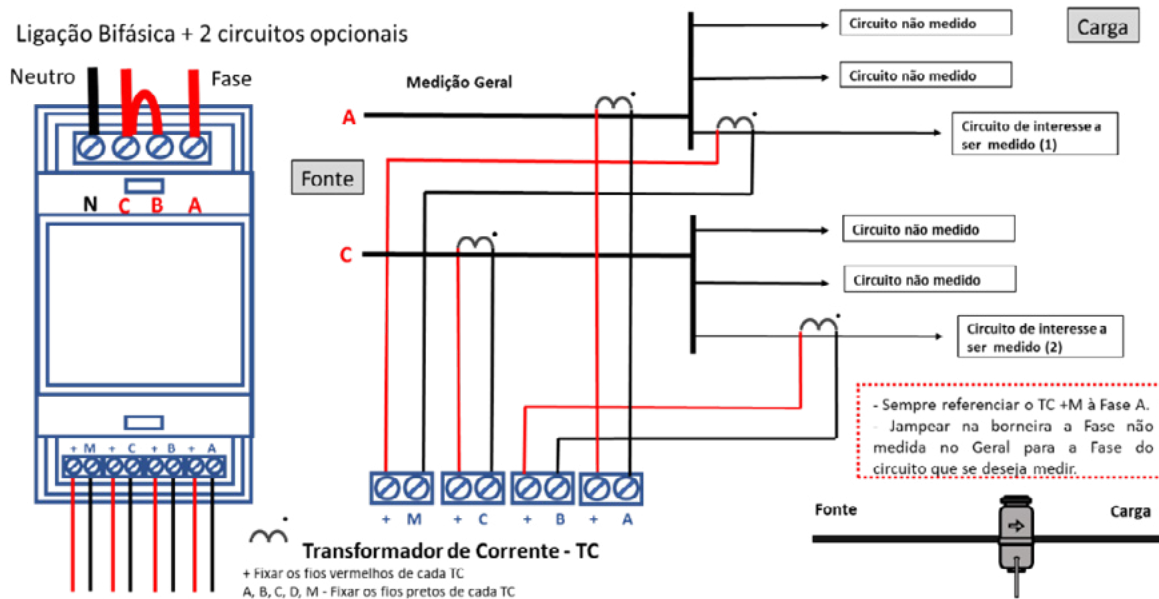 Ligação Bifásica + 2 circuitos opcionais
Neutro
Fase
N C B A
+ M + C + B + A
Medição Geral
A
Fonte
C
Circuito não medido
Carga
Circuito não medido
Circuito de interesse a
ser medido (1)
Circuito não medido
Circuito não medido
Circuito de interesse a
ser medido (2)
- Sempre referenciar o TC +M à Fase A.
- Jampear na borneira a Fase não
medida no Geral para a Fase do
circuito que se deseja medir.
+ M + C + B + A
Transformador de Corrente - TC
+ Fixar os fios vermelhos de cada TC
A, B, C, D, M - Fixar os fios pretos de cada TC
Fonte
Carga